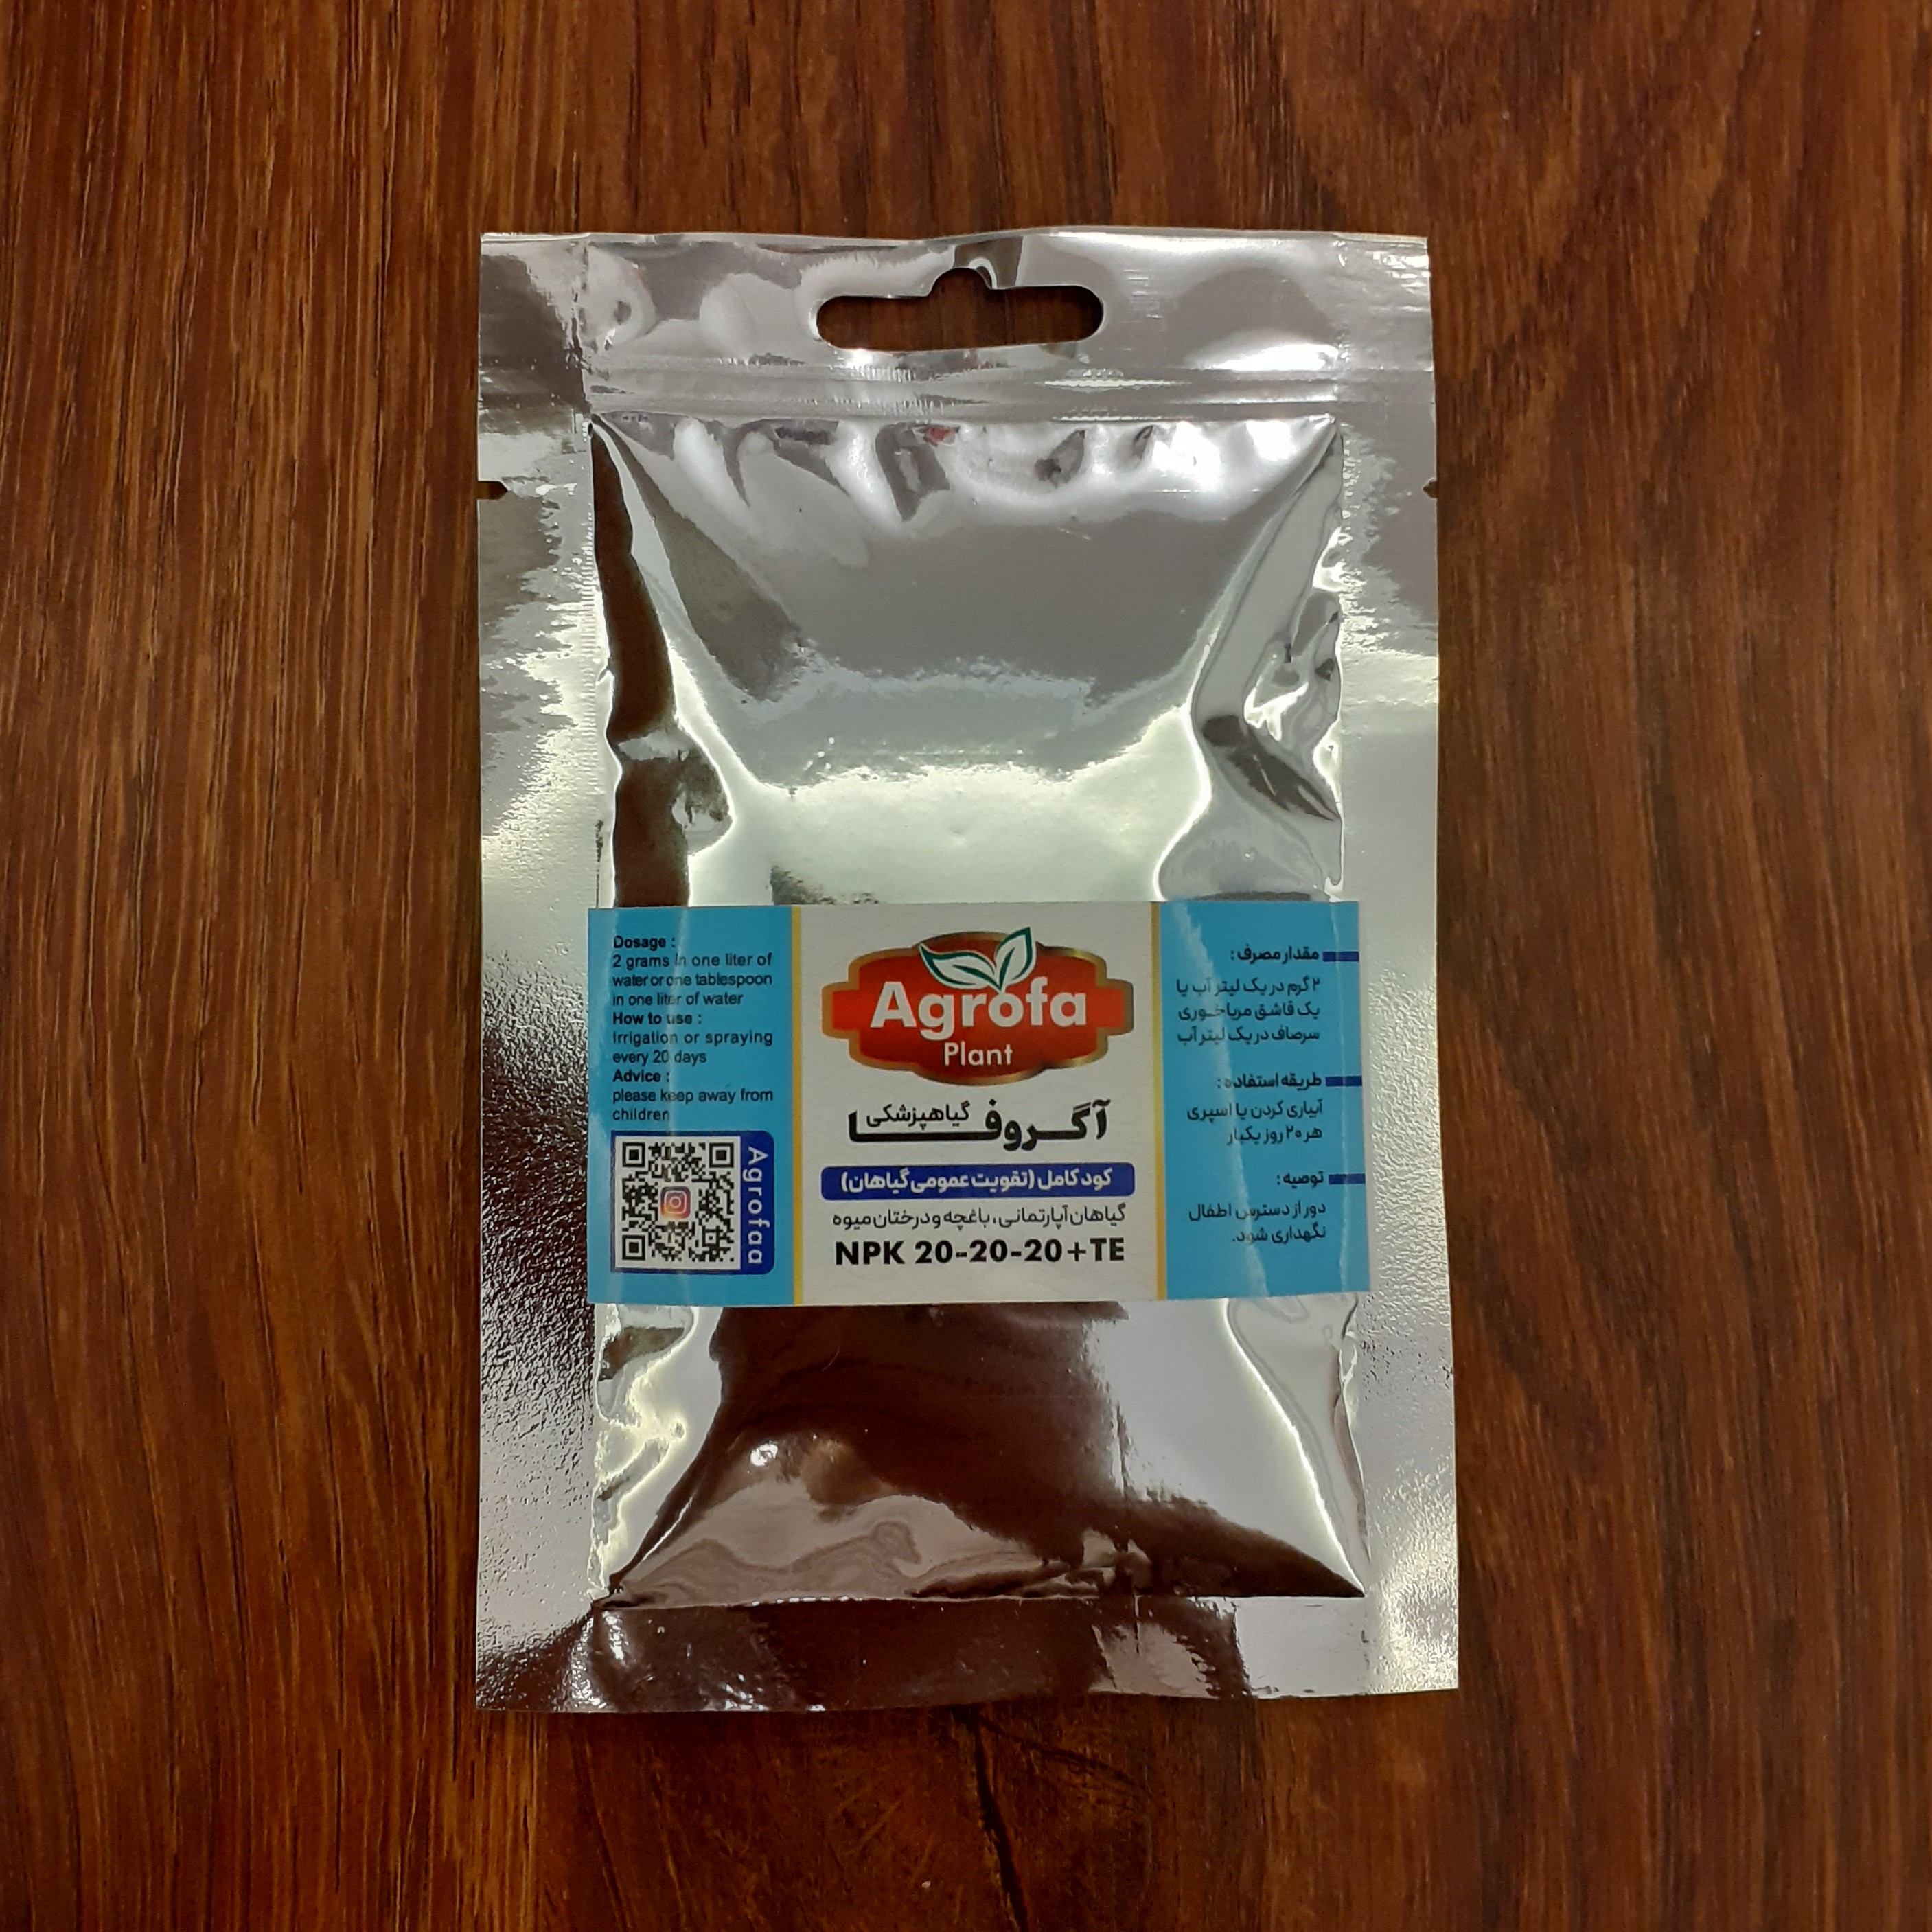 Dosage :
2 grams in one liter of
water or one tablespoon
in one liter of water
How to use :
Irrigation or spraying
every 20 days
Advice :
please keep away from
children
Agrofaa
Agrofa
Plant
آگروفا گیاهپزشکی
کود کامل (تقویت عمومی گیاهان)
گیاهان آپارتمانی، باغچه و درختان میوه
NPK 20-20-20+TE
مقدار مصرف :
۲ گرم در یک لیتر آب یا
یک قاشق مرباخوری
سرصاف در یک لیتر آب
طریقه استفاده :
آبیاری کردن یا اسپری
هر ۲۰ روز یکبار
توصیه :
دور از دسترس اطفال
نگهداری شود.